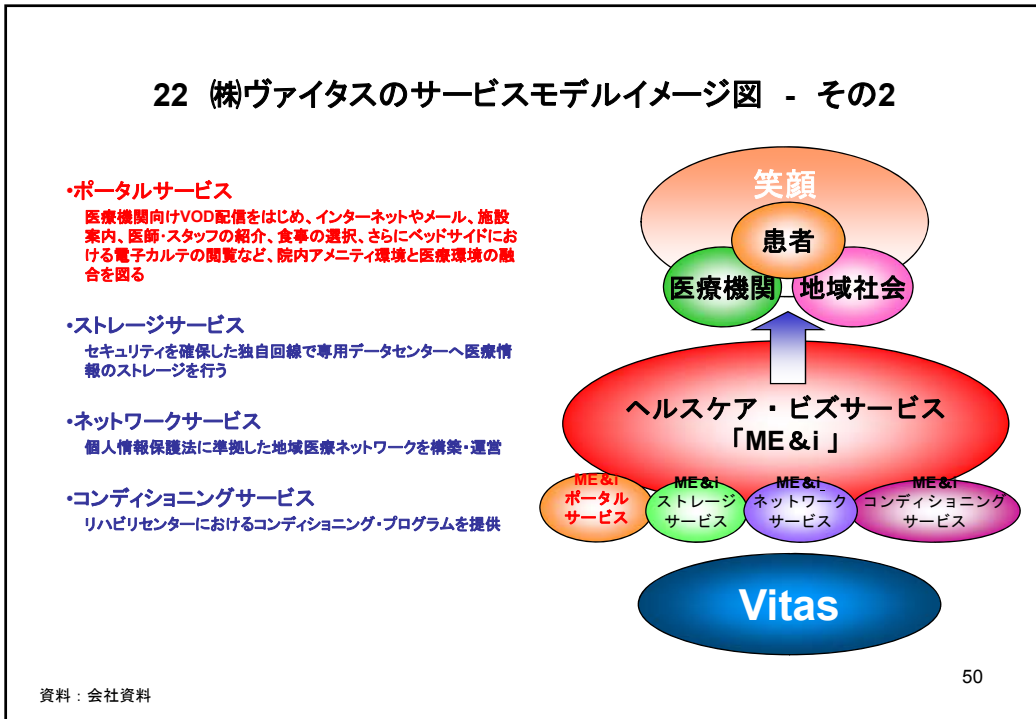 22 ㈱ヴァイタスのサービスモデルイメージ図 - その2
•ポータルサービス
医療機関向けVOD配信をはじめ、インターネットやメール、施設
案内、医師・スタッフの紹介、食事の選択、さらにベッドサイドにお
ける電子カルテの閲覧など、院内アメニティ環境と医療環境の融
合を図る
•ストレージサービス
セキュリティを確保した独自回線で専用データセンターへ医療情
報のストレージを行う
•ネットワークサービス
個人情報保護法に準拠した地域医療ネットワークを構築・運営
•コンディショニングサービス
リハビリセンターにおけるコンディショニング・プログラムを提供
笑顔
患者
医療機関
地域社会
ヘルスケア・ビズサービス
「ME&i 」
ME&i
ポータル
サービス
ME&i
ストレージ
サービス
ME&i
ネットワーク
サービス
ME&i
コンディショニング
サービス
Vitas
資料：会社資料
50